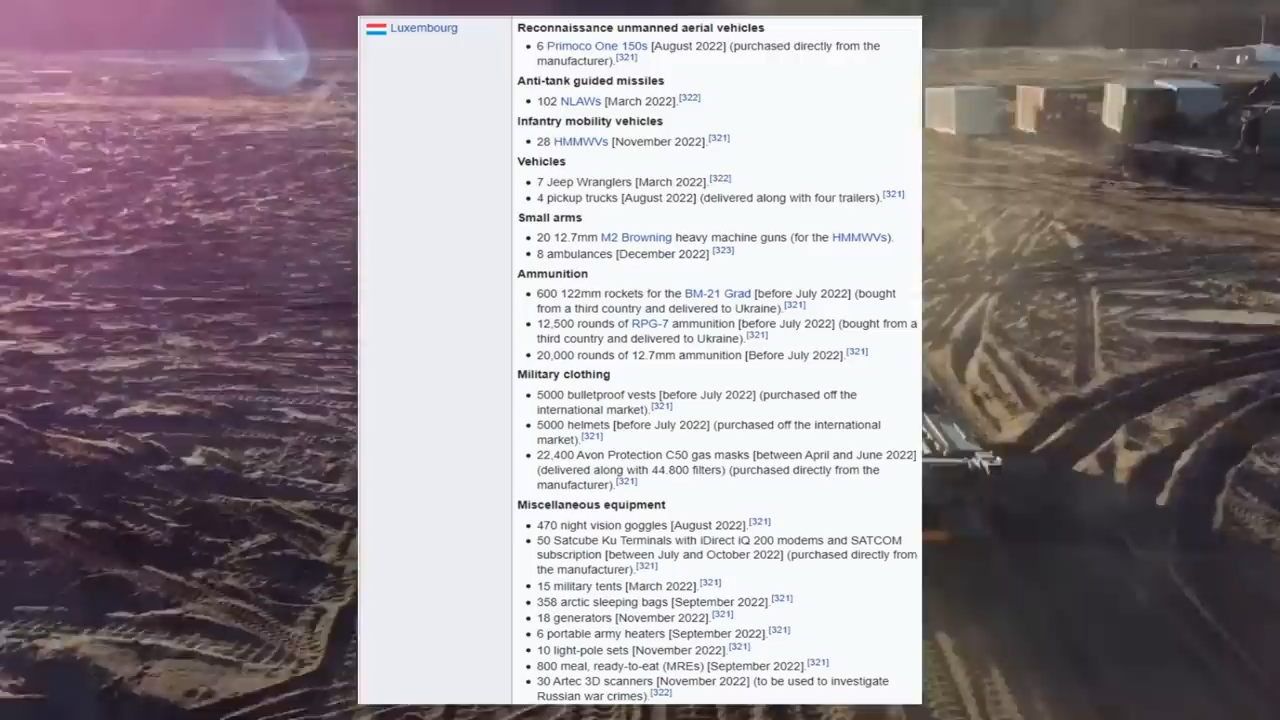 Luxembourg
Reconnaissance unmanned aerial vehicles
6 Primoco One 150s [August 2022] (purchased directly from the
manufacturer).[321]
Anti-tank guided missiles
102 NLAWs [March 2022].[322]
Infantry mobility vehicles
28 HMMWVs [November 2022].[321]
Vehicles
7 Jeep Wranglers [March 2022].[322]
4 pickup trucks [August 2022] (delivered along with four trailers).[321]
Small arms
20 12.7mm M2 Browning heavy machine guns (for the HMMWVs).
8 ambulances [December 2022] [323]
Ammunition
600 122mm rockets for the BM-21 Grad [before July 2022] (bought
from a third country and delivered to Ukraine).[321]
12,500 rounds of RPG-7 ammunition [before July 2022] (bought from a
third country and delivered to Ukraine).[321]
20,000 rounds of 12.7mm ammunition [Before July 2022].[321]
Military clothing
5000 bulletproof vests [before July 2022] (purchased off the
international market).[321]
5000 helmets [before July 2022] (purchased off the international
market).[321]
22,400 Avon Protection C50 gas masks [between April and June 2022]
(delivered along with 44.800 filters) (purchased directly from the
manufacturer).[321]
Miscellaneous equipment
470 night vision goggles [August 2022].[321]
50 Satcube Ku Terminals with iDirect iQ 200 modems and SATCOM
subscription [between July and October 2022] (purchased directly from
the manufacturer).[321]
15 military tents [March 2022].[321]
358 arctic sleeping bags [September 2022].[321]
18 generators [November 2022].[321]
6 portable army heaters [September 2022].[321]
10 light-pole sets [November 2022].[321]
800 meal, ready-to-eat (MREs) [September 2022].[321]
30 Artec 3D scanners [November 2022] (to be used to investigate
Russian war crimes).[322]